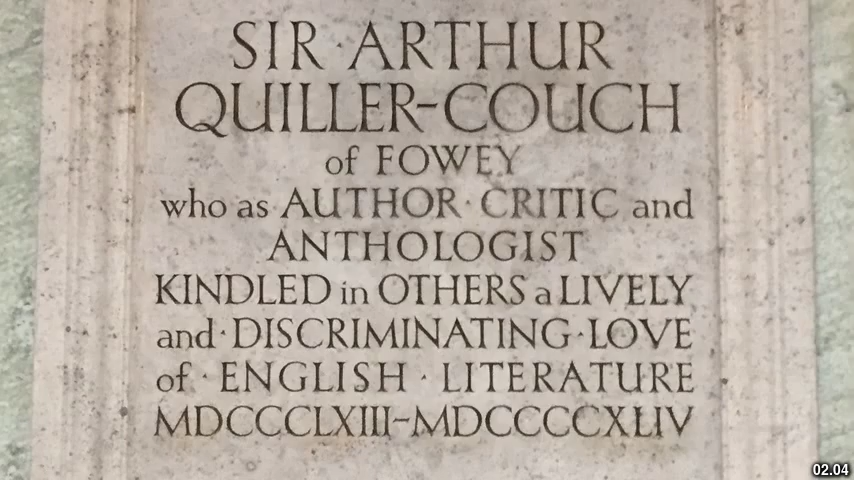 SIR · ARTHUR
QUILLER-COUCH
of FOWEY
who as AUTHOR · CRITIC and
ANTHOLOGIST
KINDLED in OTHERS a LIVELY
and · DISCRIMINATING · LOVE
of · ENGLISH · LITERATURE
MDCCCLXIII-MDCCCCXLIV
02.04